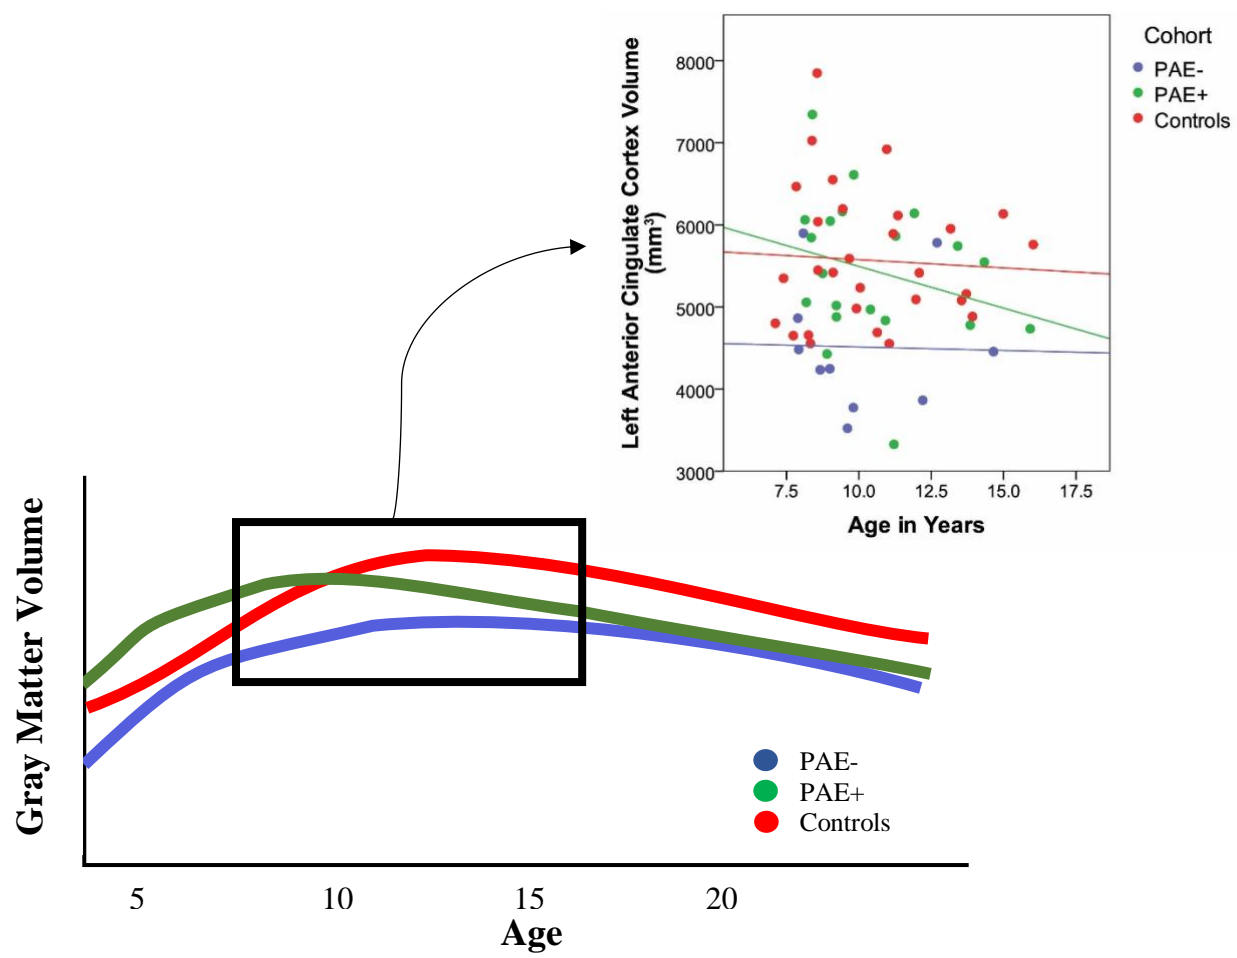 Left Anterior Cingulate Cortex Volume
(mm³)
8000
7000
6000
5000
4000
3000
7.5 10.0 12.5 15.0 17.5
Age in Years
Cohort
PAE-
PAE+
Controls
Gray Matter Volume
PAE-
PAE+
Controls
5 10 15 20
Age